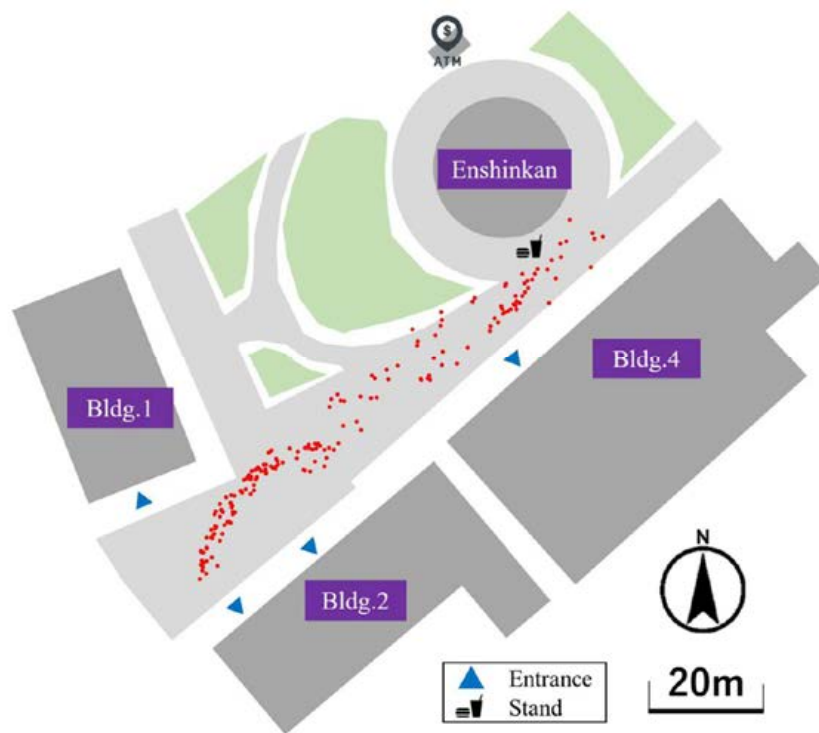 $
ATM
Enshinkan
Bldg.4
Bldg.1
Bldg.2
N
Entrance
Stand
20m